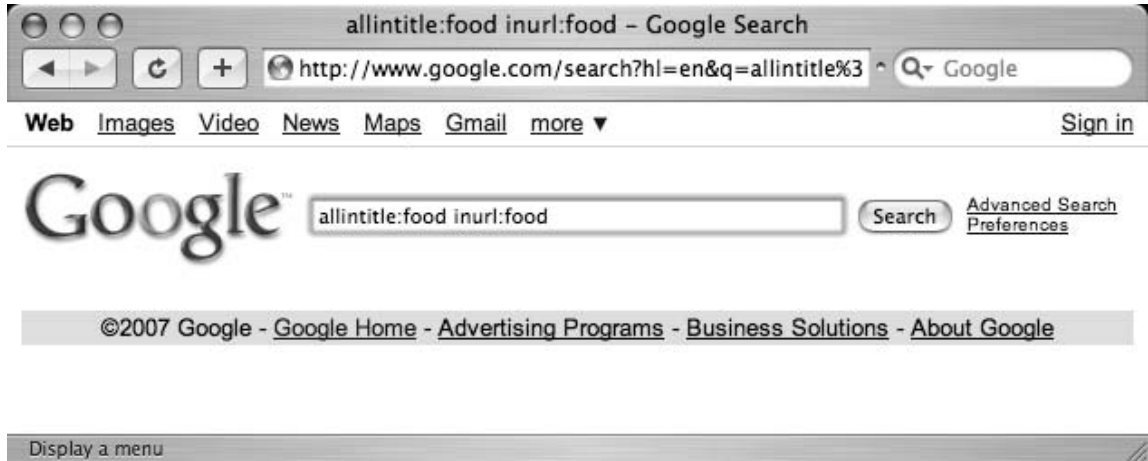 allintitle:food inurl:food – Google Search
http://www.google.com/search?hl=en&q=allintitle%3 Google
Web Images Video News Maps Gmail more ▼ Sign in
Google™ allintitle:food inurl:food Search Advanced Search
Preferences
©2007 Google - Google Home - Advertising Programs - Business Solutions - About Google
Display a menu